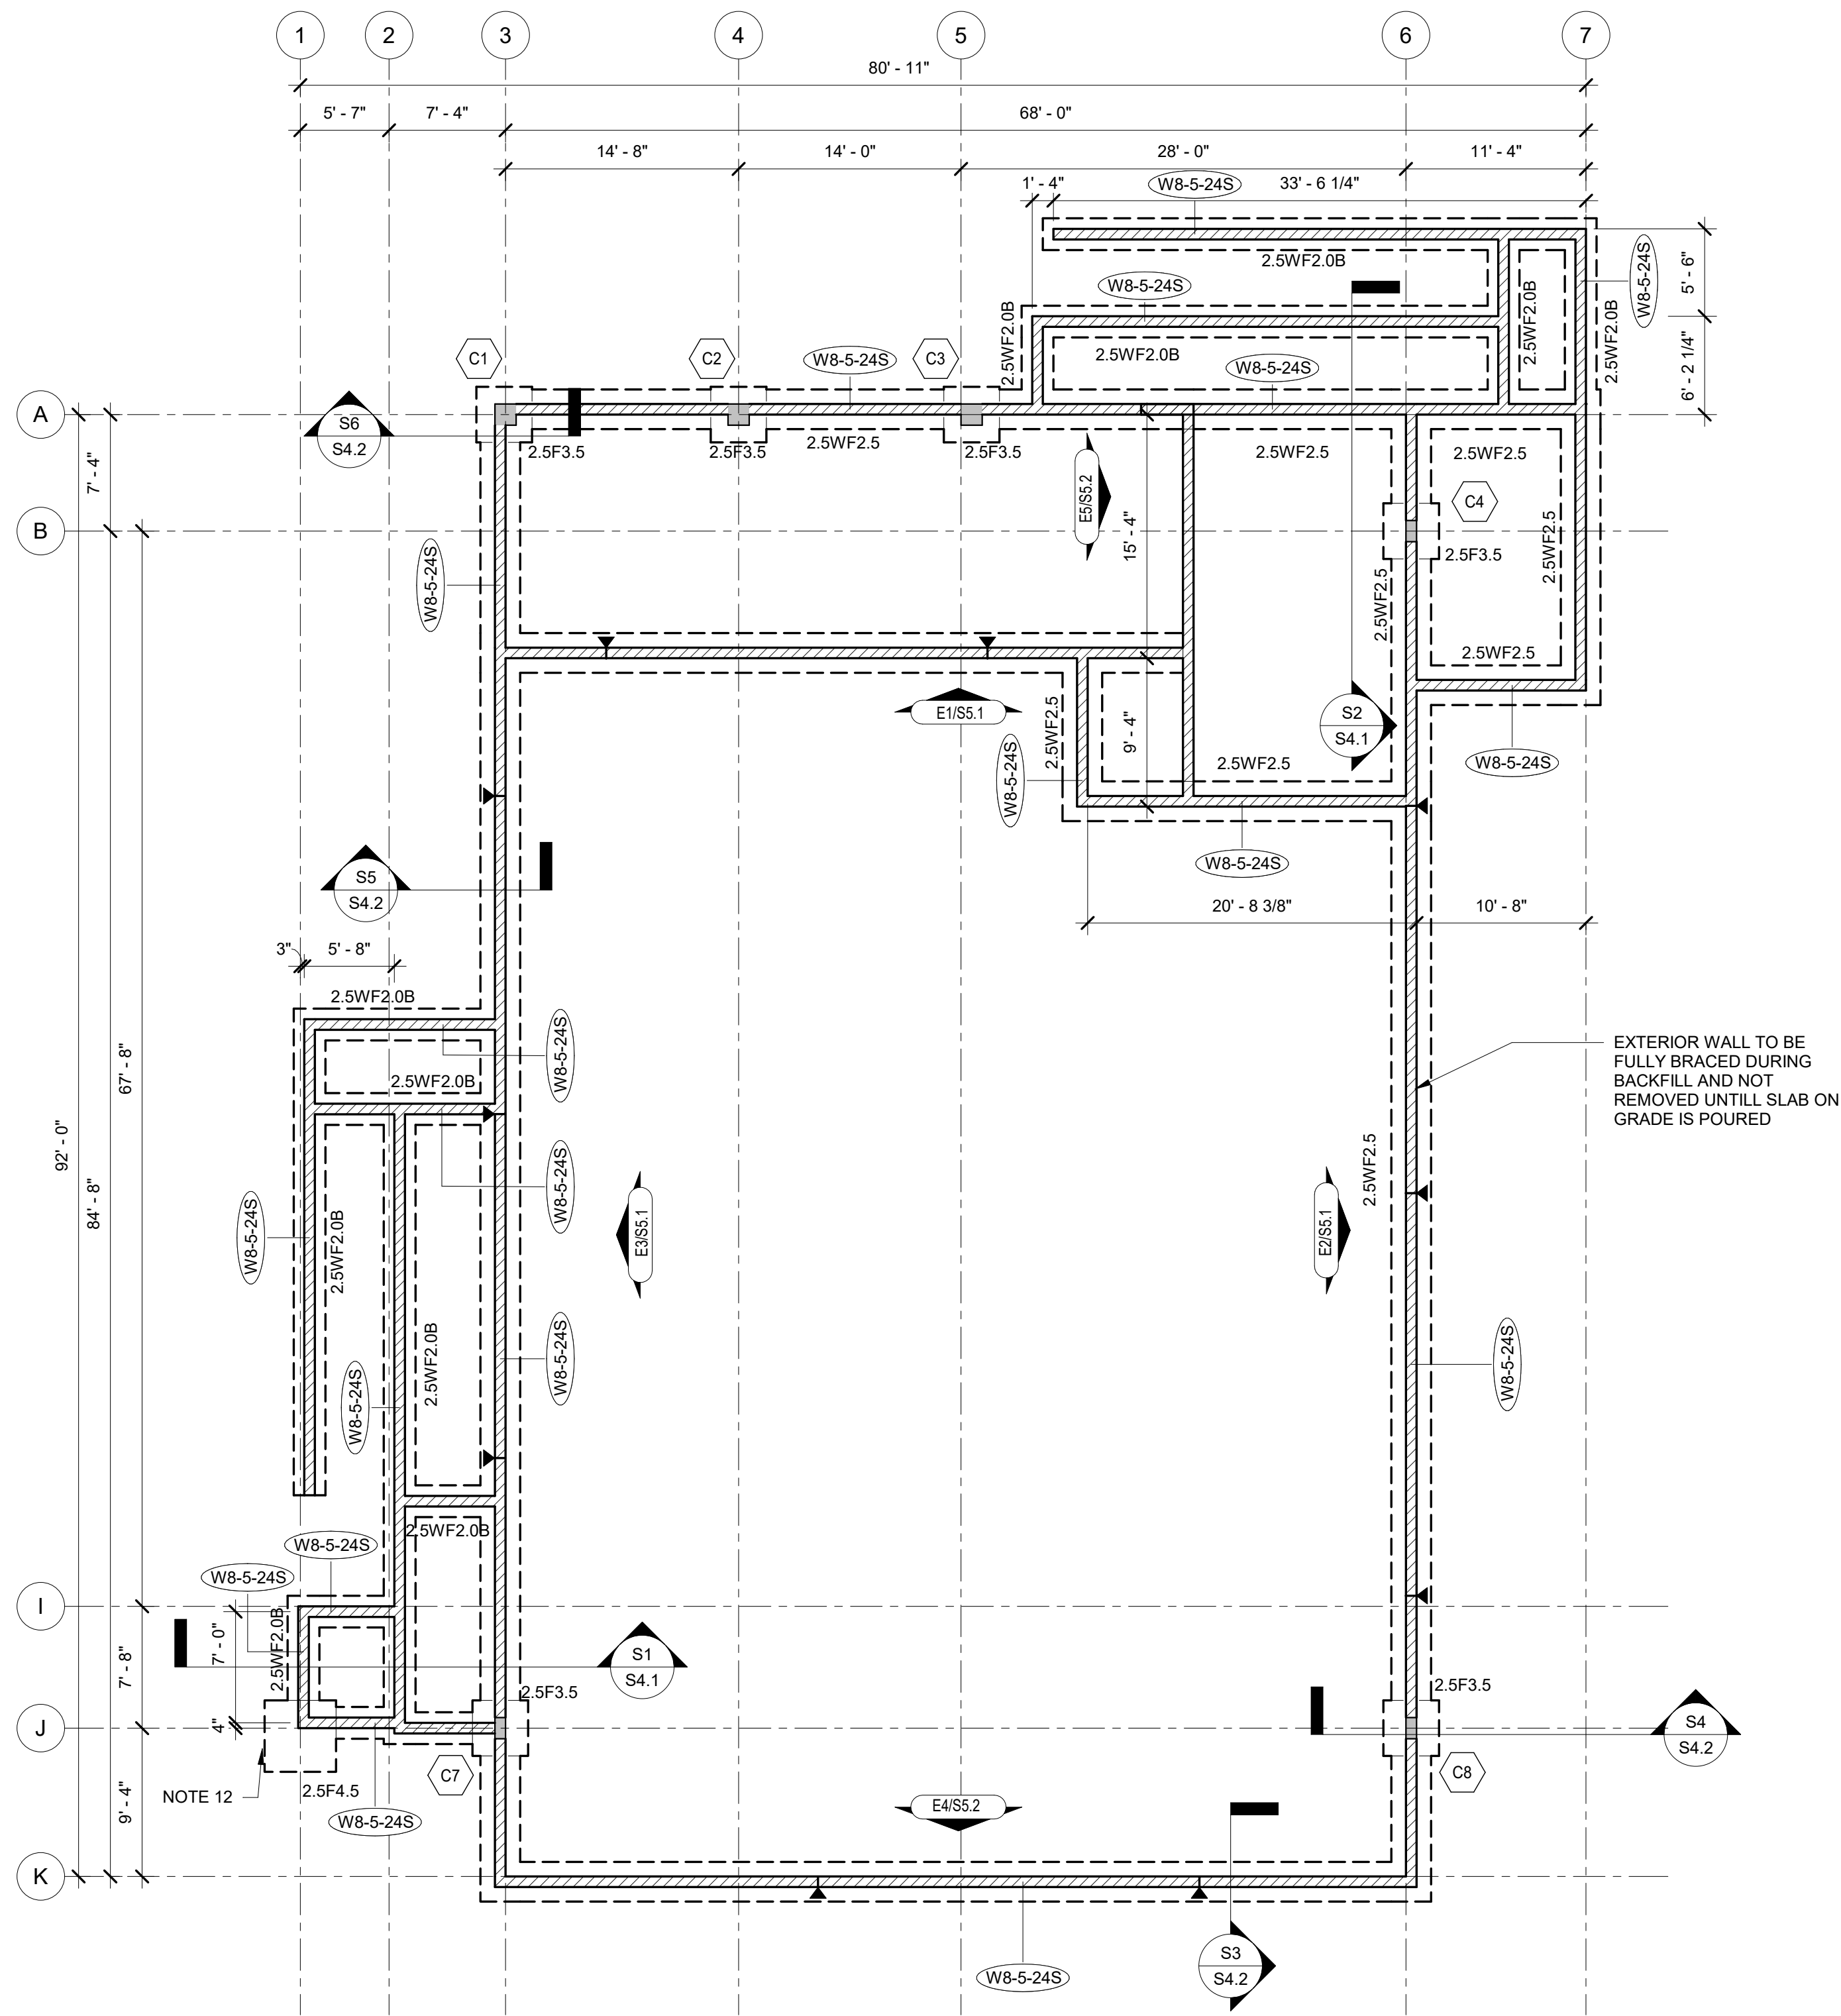 1
2
3
4
5
6
7
80' - 11"
5' - 7"
7' - 4"
68' - 0"
14' - 8"
14' - 0"
28' - 0"
11' - 4"
1' - 4"
W8-5-24S
33' - 6 1/4"
2.5WF2.0B
W8-5-24S
5' - 6"
W8-5-24S
2.5WF2.0B
2.5WF2.0B
2.5WF2.0B
2.5WF2.0B
W8-5-24S
6' - 2 1/4"
C1
C2
W8-5-24S
C3
A
S6
S4.2
2.5F3.5
2.5F3.5
2.5WF2.5
2.5F3.5
2.5WF2.5
2.5WF2.5
7' - 4"
E5/S5.2
C4
B
15' - 4"
2.5F3.5
2.5WF2.5
2.5WF2.5
W8-5-24S
2.5WF2.5
E1/S5.1
2.5WF2.5
9' - 4"
S2
S4.1
2.5WF2.5
W8-5-24S
W8-5-24S
W8-5-24S
S5
S4.2
20' - 8 3/8"
10' - 8"
3"
5' - 8"
2.5WF2.0B
W8-5-24S
2.5WF2.0B
EXTERIOR WALL TO BE
FULLY BRACED DURING
BACKFILL AND NOT
REMOVED UNTILL SLAB ON
GRADE IS POURED
67' - 8"
92' - 0"
84' - 8"
W8-5-24S
2.5WF2.5
W8-5-24S
2.5WF2.0B
E3/S5.1
E2/S5.1
W8-5-24S
W8-5-24S
2.5WF2.0B
W8-5-24S
2.5WF2.0B
W8-5-24S
W8-5-24S
I
7' - 0"
2.5WF2.0B
7' - 8"
S1
S4.1
2.5F3.5
2.5F3.5
4"
J
S4
S4.2
C7
C8
NOTE 12
2.5F4.5
9' - 4"
W8-5-24S
E4/S5.2
K
S3
S4.2
W8-5-24S